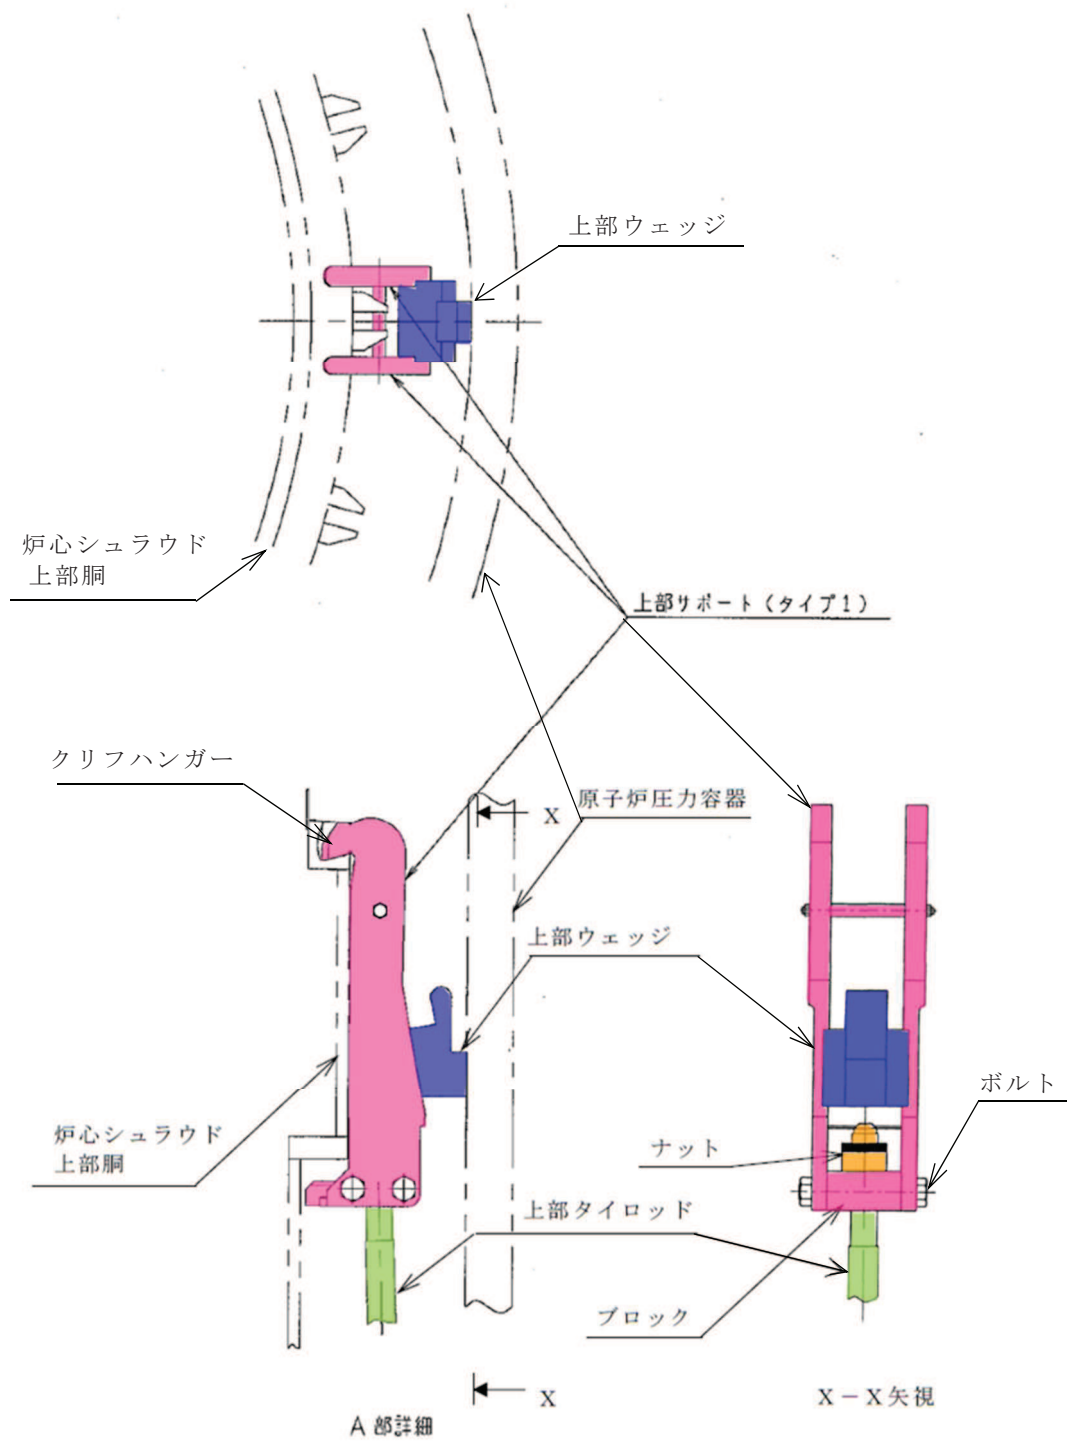 上部ウェッジ
炉心シュラウド
上部胴
上部サポート(タイプ1)
クリフハンガー
X
原子炉圧力容器
上部ウェッジ
ボルト
炉心シュラウド
上部胴
ナット
上部タイロッド
ブロック
X
X-X矢視
A部詳細